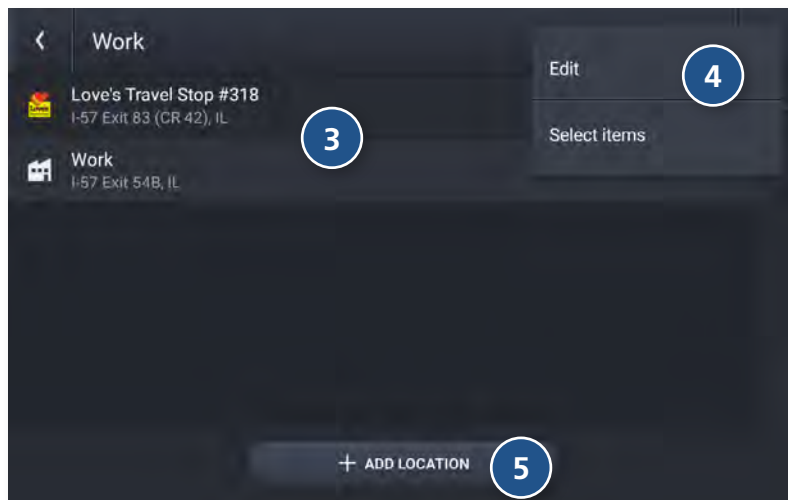 Work
Edit
4
Love's Travel Stop #318
I-57 Exit 83 (CR 42), IL
Select items
3
Work
I-57 Exit 54B, IL
+ ADD LOCATION
5